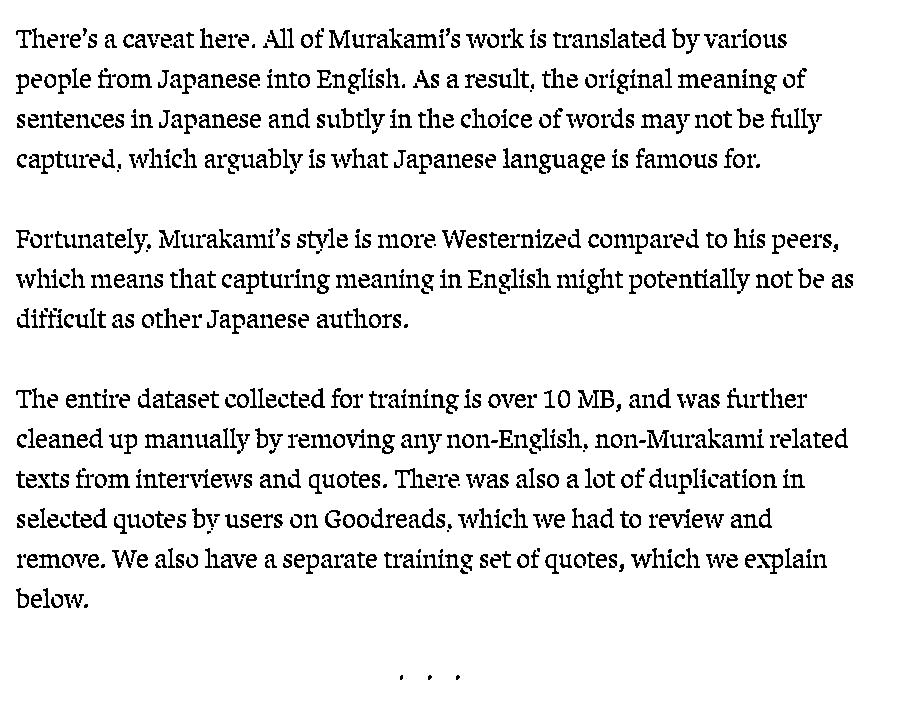 There's a caveat here. All of Murakami's work is translated by various
people from Japanese into English. As a result, the original meaning of
sentences in Japanese and subtly in the choice of words may not be fully
captured, which arguably is what Japanese language is famous for.
Fortunately, Murakami's style is more Westernized compared to his peers,
which means that capturing meaning in English might potentially not be as
difficult as other Japanese authors.
The entire dataset collected for training is over 10 MB, and was further
cleaned up manually by removing any non-English, non-Murakami related
texts from interviews and quotes. There was also a lot of duplication in
selected quotes by users on Goodreads, which we had to review and
remove. We also have a separate training set of quotes, which we explain
below.
. . .